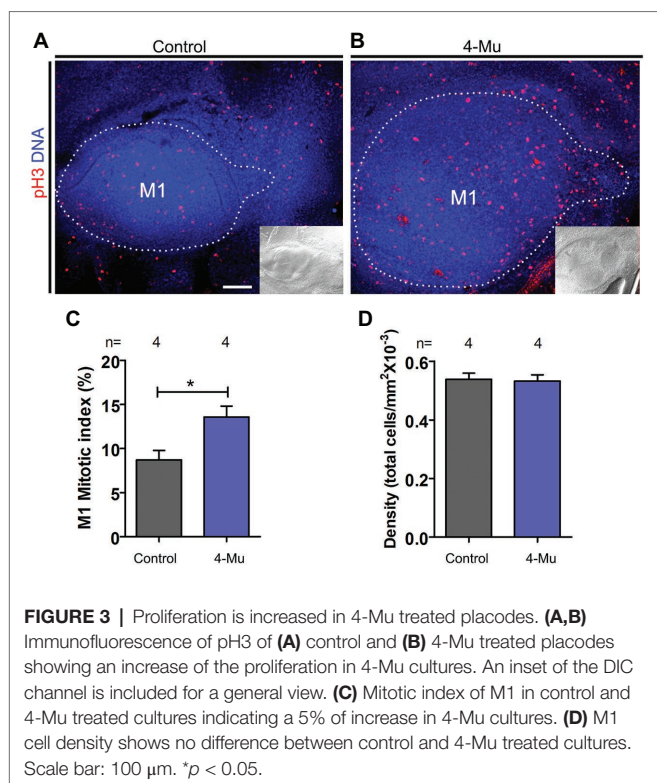 A
B
Control
4-Mu
pH3 DNA
M1
M1
C
D
n= 4 4
n= 4 4
M1 Mitotic index (%)
20
15
10
5
0
*
Control
4-Mu
Density (total cells/mm²X10⁻³)
0.6
0.4
0.2
0.0
Control
4-Mu
FIGURE 3 | Proliferation is increased in 4-Mu treated placodes. (A,B)
Immunofluorescence of pH3 of (A) control and (B) 4-Mu treated placodes
showing an increase of the proliferation in 4-Mu cultures. An inset of the DIC
channel is included for a general view. (C) Mitotic index of M1 in control and
4-Mu treated cultures indicating a 5% of increase in 4-Mu cultures. (D) M1
cell density shows no difference between control and 4-Mu treated cultures.
Scale bar: 100 μm. *p < 0.05.